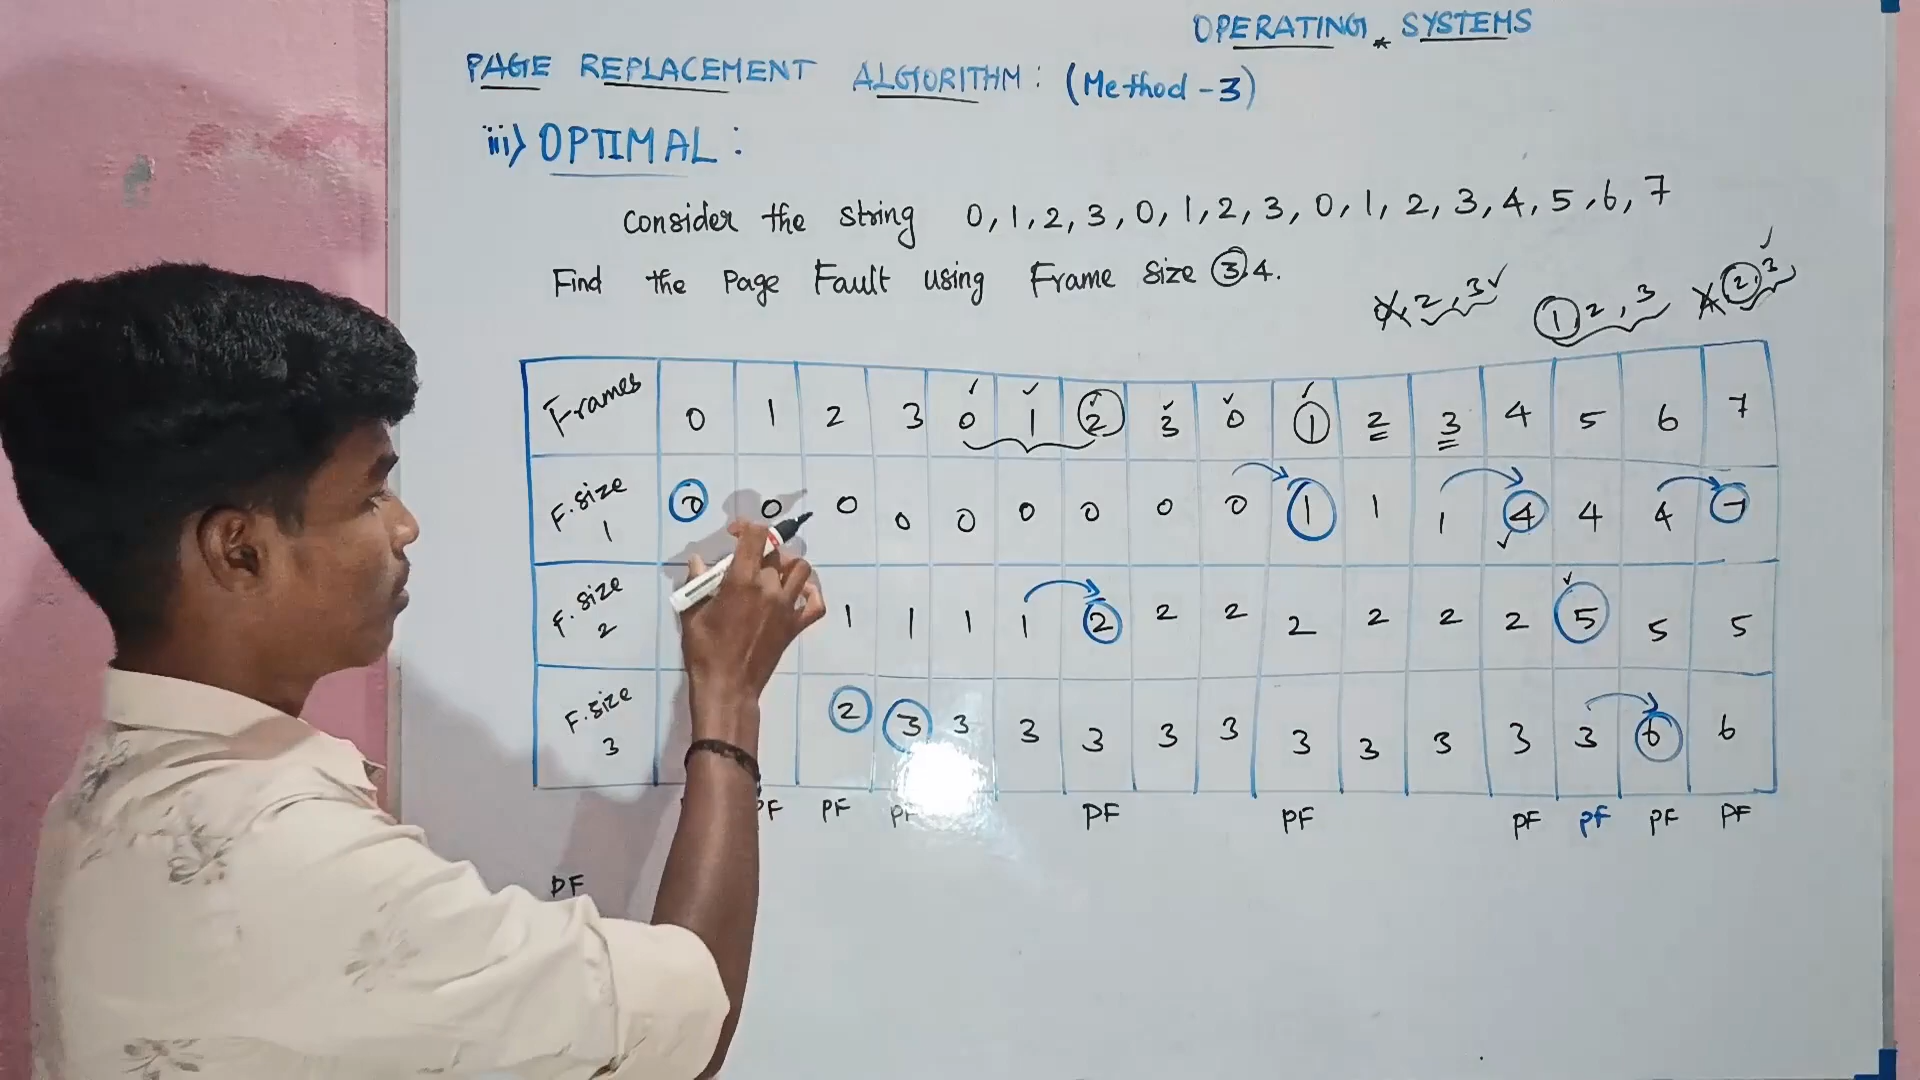 OPERATING SYSTEMS
PAGE REPLACEMENT ALGORITHM: (Method-3)
iii) OPTIMAL:
Consider the string 0,1,2,3,0,1,2,3,0,1,2,3,4,5,6,7
Find the Page Fault using Frame Size 3,4.
0,2,3 1 2,3 1 2,3
Frames 0 1 2 3 0 1 2 3 0 1 2 3 4 5 6 7
F.size 1 0 0 0 0 0 0 0 0 0 1 1 1 4 4 4 7
F.size 2 1 1 1 1 2 2 2 2 2 2 2 5 5 5
F.size 3 2 3 3 3 3 3 3 3 3 3 3 3 6 6
PF PF PF PF PF PF PF PF PF
PF